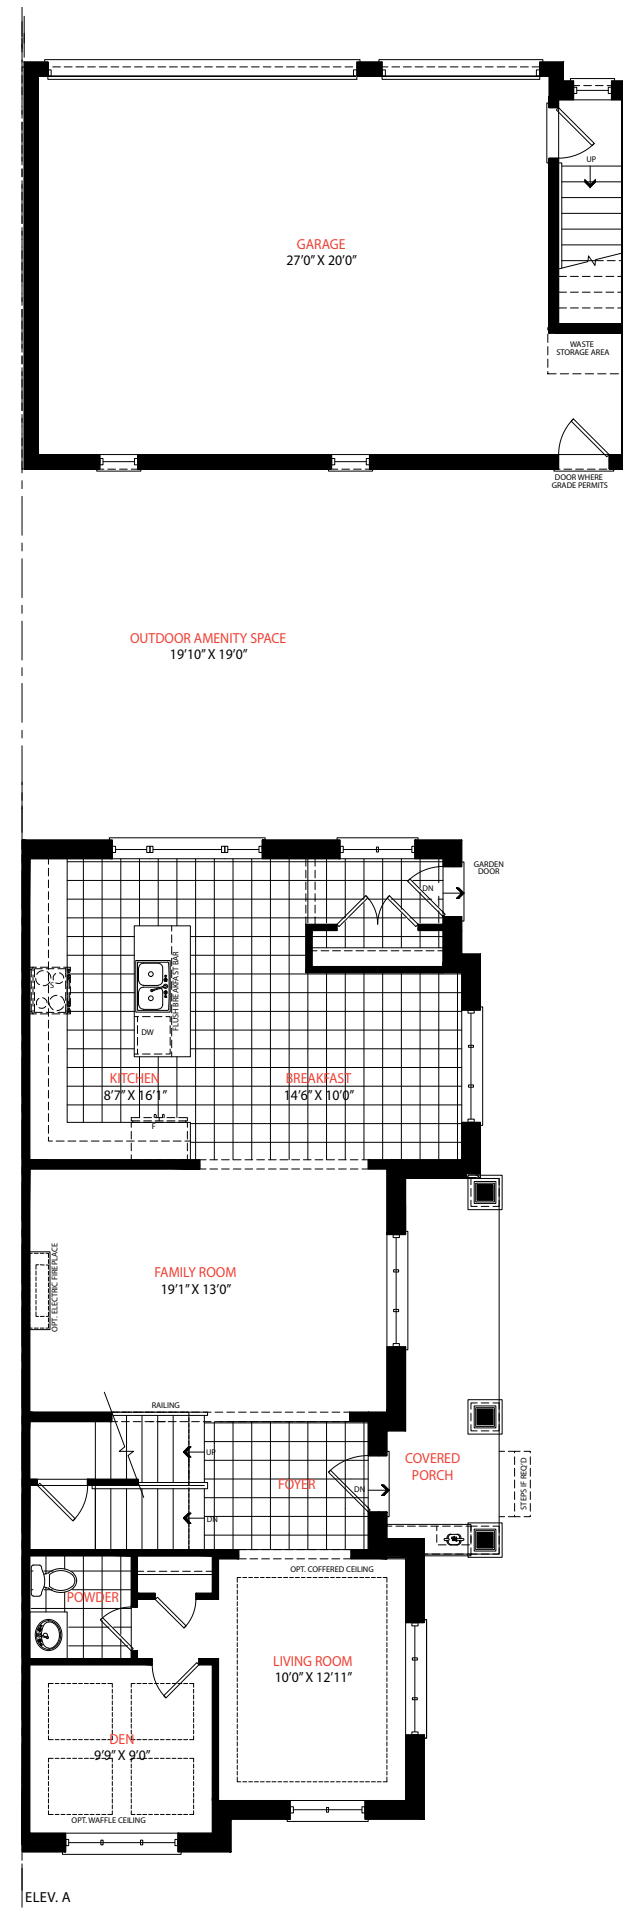 GARAGE
27'0" X 20'0"
UP
WASTE
STORAGE AREA
DOOR WHERE
GRADE PERMITS
OUTDOOR AMENITY SPACE
19'10" X 19'0"
GARDEN
DOOR
DN
S
FLUSH BREAKFAST BAR
DW
KITCHEN
8'7" X 16'1"
BREAKFAST
14'6" X 10'0"
F
OPT. ELECTRIC FIREPLACE
FAMILY ROOM
19'1" X 13'0"
RAILING
UP
FOYER
DN
DN
COVERED
PORCH
STEPS IF REQ'D
OPT. COFFERED CEILING
POWDER
LIVING ROOM
10'0" X 12'11"
DEN
9'9" X 9'0"
OPT. WAFFLE CEILING
ELEV. A